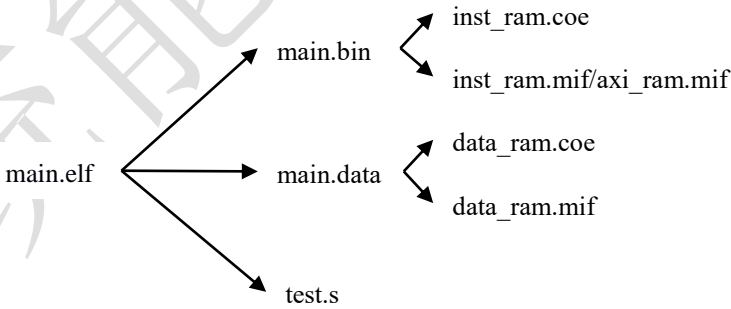 inst_ram.coe
main.bin
inst_ram.mif/axi_ram.mif
data_ram.coe
main.elf
main.data
data_ram.mif
test.s